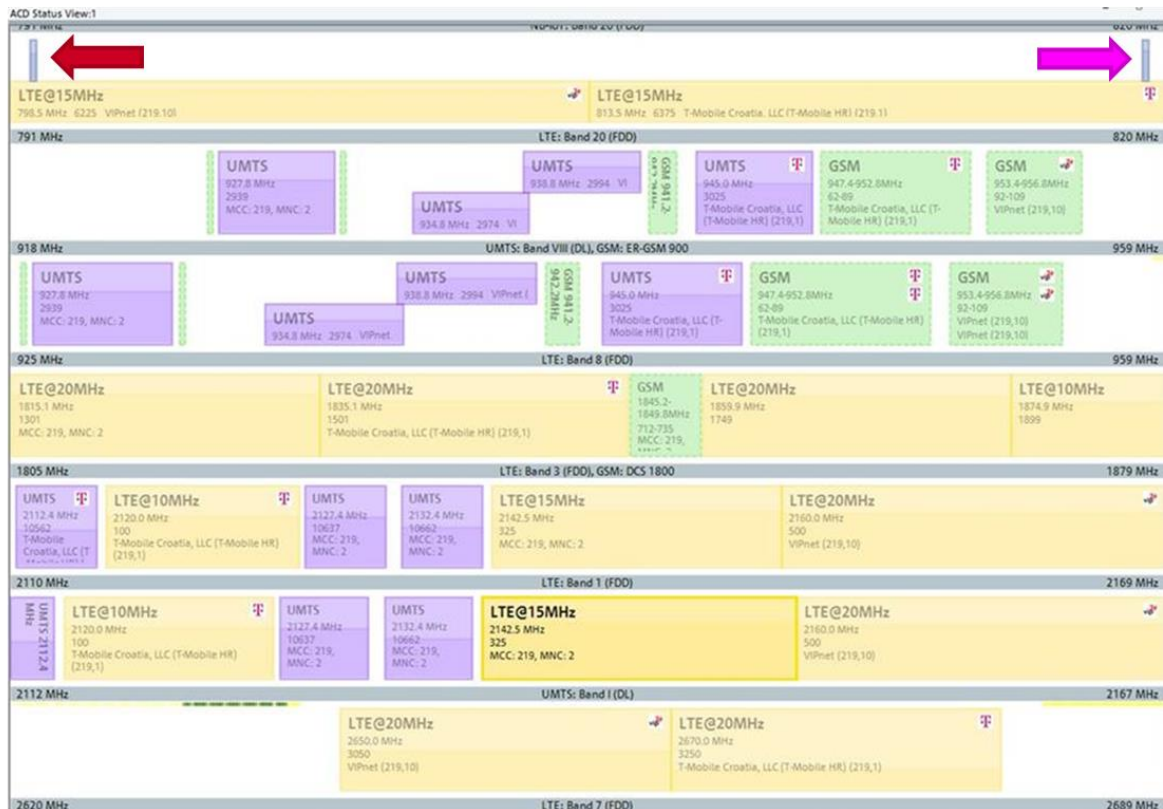 ACD Status View:1
791 MHz NB-IOT: Band 20 (FDD) 820 MHz
LTE@15MHz
798.5 MHz 6225 VIPnet (219,10)
LTE@15MHz
813.5 MHz 6375 T-Mobile Croatia, LLC (T-Mobile HR) (219,1)
791 MHz LTE: Band 20 (FDD) 820 MHz
UMTS
927.8 MHz
2939
MCC: 219, MNC: 2
UMTS
934.8 MHz 2974 VI
UMTS
938.8 MHz 2994 VI
GSM 941.2-
UMTS
945.0 MHz
3025
T-Mobile Croatia, LLC
(T-Mobile HR) (219,1)
GSM
947.4-952.8MHz
62-89
T-Mobile Croatia, LLC (T-
Mobile HR) (219,1)
GSM
953.4-956.8MHz
92-109
VIPnet (219,10)
918 MHz UMTS: Band VIII (DL), GSM: ER-GSM 900 959 MHz
UMTS
927.8 MHz
2939
MCC: 219, MNC: 2
UMTS
934.8 MHz 2974 VIPnet
UMTS
938.8 MHz 2994 VIPnet (
GSM 941.2-
942.2MHz
UMTS
945.0 MHz
3025
T-Mobile Croatia, LLC (T-
Mobile HR) (219,1)
GSM
947.4-952.8MHz
62-89
T-Mobile Croatia, LLC (T-Mobile HR)
(219,1)
GSM
953.4-956.8MHz
92-109
VIPnet (219,10)
VIPnet (219,10)
925 MHz LTE: Band 8 (FDD) 959 MHz
LTE@20MHz
1815.1 MHz
1301
MCC: 219, MNC: 2
LTE@20MHz
1835.1 MHz
1501
T-Mobile Croatia, LLC (T-Mobile HR) (219,1)
GSM
1845.2-
1849.8MHz
712-735
MCC: 219,
LTE@20MHz
1859.9 MHz
1749
LTE@10MHz
1874.9 MHz
1899
1805 MHz LTE: Band 3 (FDD), GSM: DCS 1800 1879 MHz
UMTS
2112.4 MHz
10562
T-Mobile
Croatia, LLC (T
LTE@10MHz
2120.0 MHz
100
T-Mobile Croatia, LLC (T-Mobile HR)
(219,1)
UMTS
2127.4 MHz
10637
MCC: 219,
MNC: 2
UMTS
2132.4 MHz
10662
MCC: 219,
MNC: 2
LTE@15MHz
2142.5 MHz
325
MCC: 219, MNC: 2
LTE@20MHz
2160.0 MHz
500
VIPnet (219,10)
2110 MHz LTE: Band 1 (FDD) 2169 MHz
UMTS 2112.4
MHz
LTE@10MHz
2120.0 MHz
100
T-Mobile Croatia, LLC (T-Mobile HR)
(219,1)
UMTS
2127.4 MHz
10637
MCC: 219,
MNC: 2
UMTS
2132.4 MHz
10662
MCC: 219,
MNC: 2
LTE@15MHz
2142.5 MHz
325
MCC: 219, MNC: 2
LTE@20MHz
2160.0 MHz
500
VIPnet (219,10)
2112 MHz UMTS: Band I (DL) 2167 MHz
LTE@20MHz
2650.0 MHz
3050
VIPnet (219,10)
LTE@20MHz
2670.0 MHz
3250
T-Mobile Croatia, LLC (T-Mobile HR) (219,1)
2620 MHz LTE: Band 7 (FDD) 2689 MHz